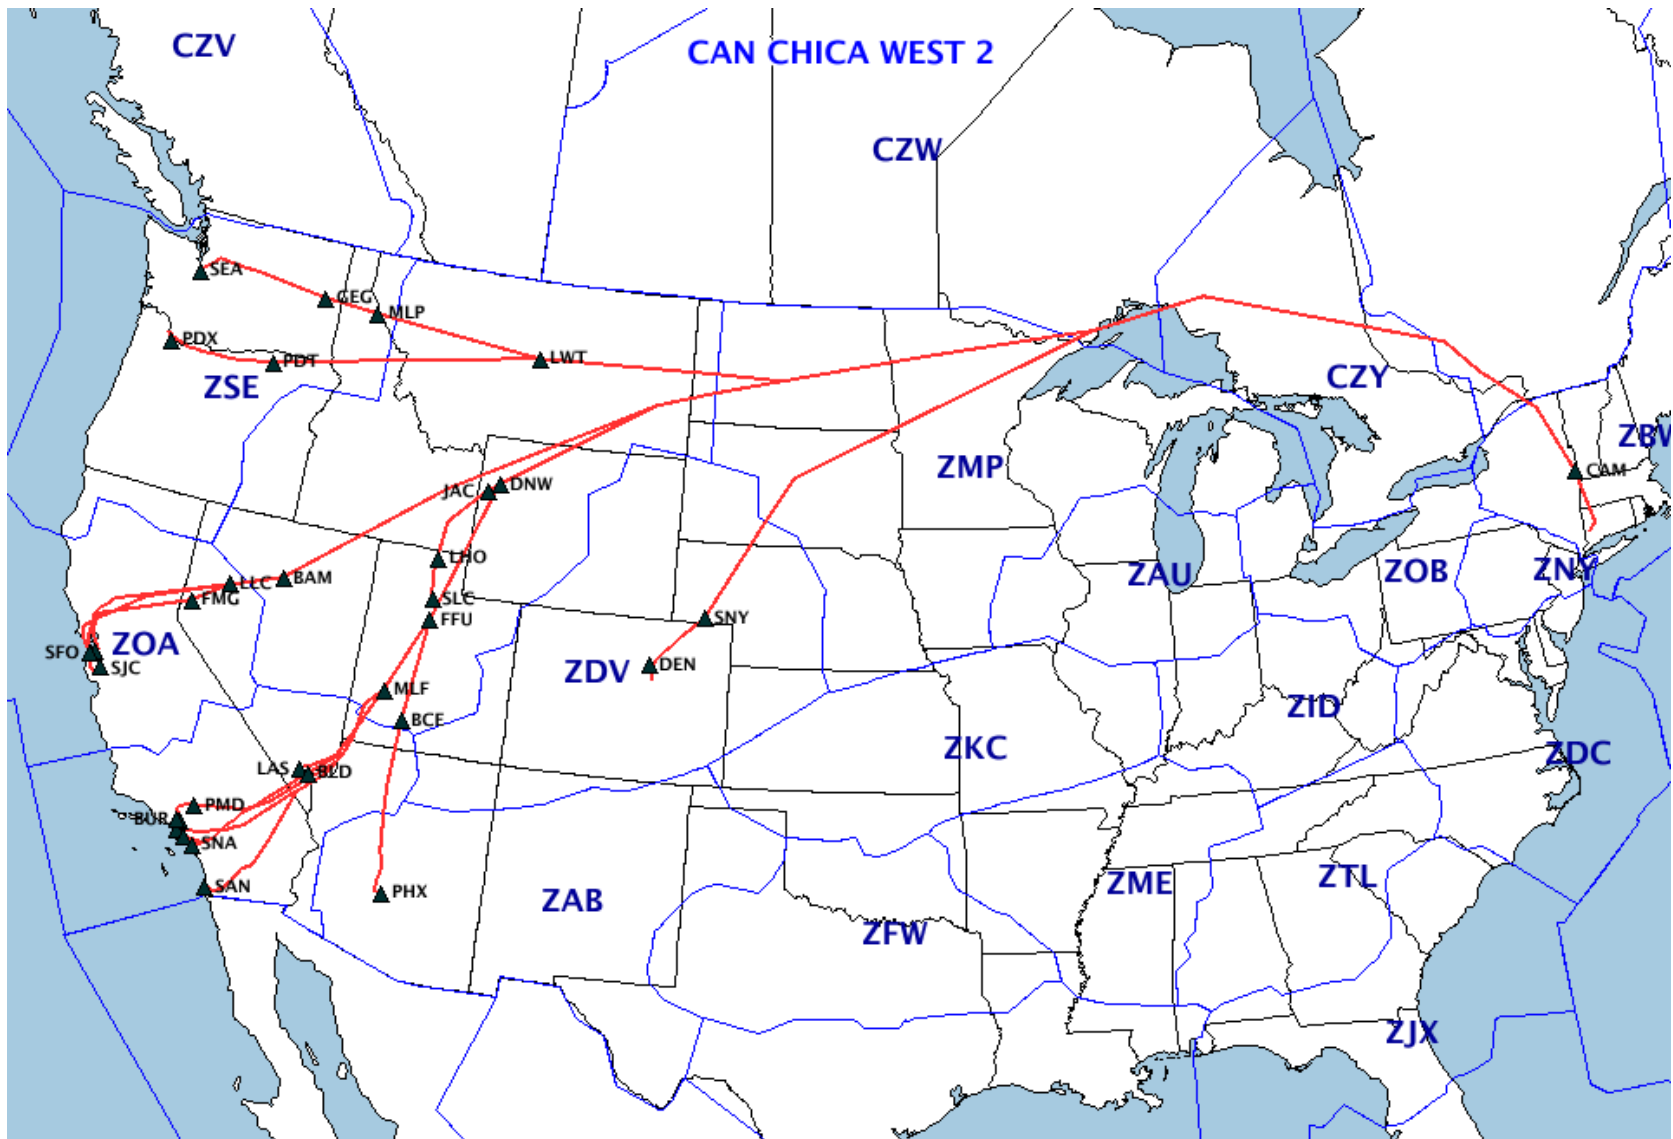 CZV
CAN CHICA WEST 2
CZW
SEA
GEG
MLP
PDX
PDT
LWT
ZSE
CZY
ZBW
ZMP
CAM
JAC
DNW
LHO
BAM
LLC
FMG
SLC
FFU
SNY
ZAU
ZOB
ZNY
SFO
ZOA
SJC
ZDV
DEN
MLF
BCE
ZID
ZKC
ZDC
LAS
BLD
PMD
BUR
SNA
SAN
PHX
ZAB
ZFW
ZME
ZTL
ZJX